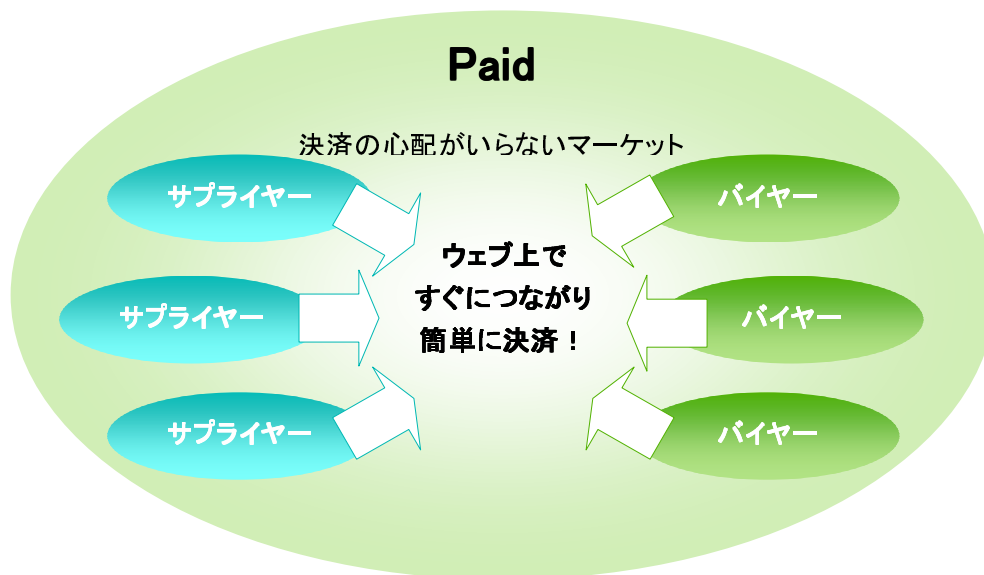 Paid
決済の心配がいらないマーケット
サプライヤー
バイヤー
ウェブ上で
すぐにつながり
簡単に決済！
サプライヤー
バイヤー
サプライヤー
バイヤー